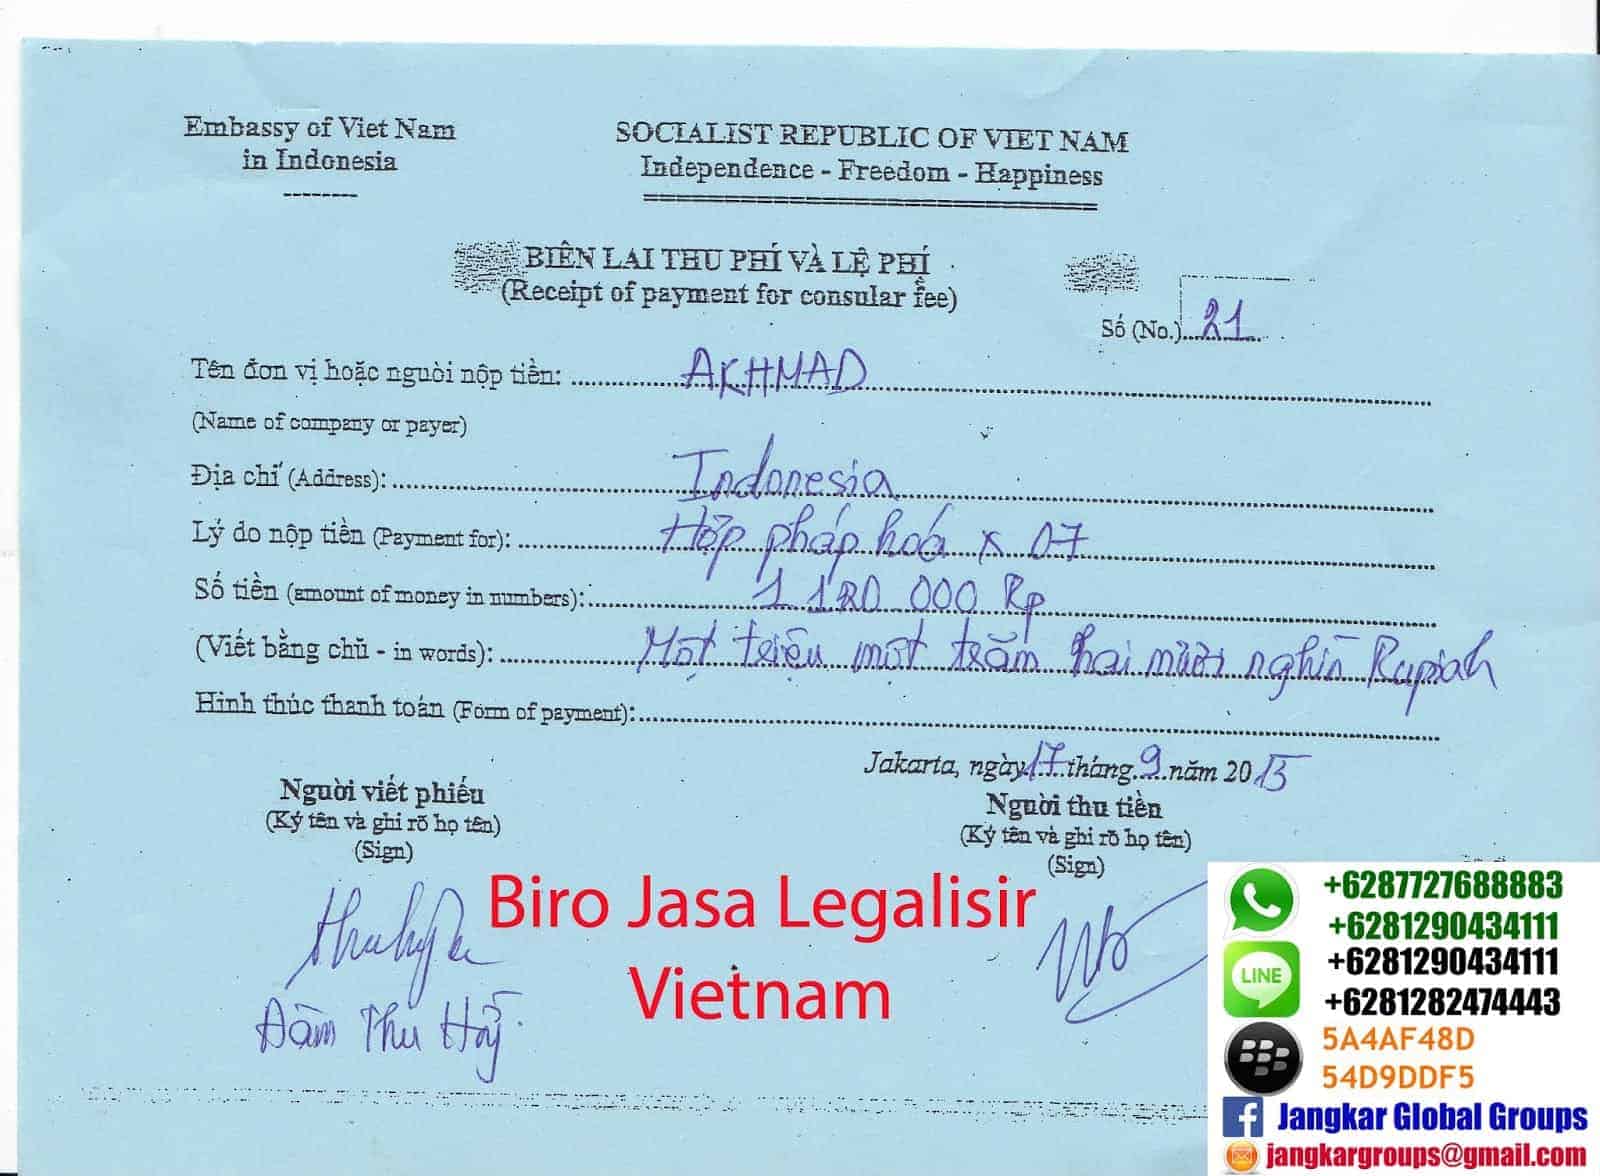 Embassy of Viet Nam
in Indonesia
SOCIALIST REPUBLIC OF VIET NAM
Independence - Freedom - Happiness
BIÊN LAI THU PHÍ VÀ LỆ PHÍ
(Receipt of payment for consular fee)
Số (No.) 21
Tên đơn vị hoặc người nộp tiền: AKHMAD
(Name of company or payer)
Địa chỉ (Address): Indonesia
Lý do nộp tiền (Payment for): Hợp pháp hoá x 07
Số tiền (amount of money in numbers): 1 120 000 Rp
(Viết bằng chữ - in words): Một triệu một trăm hai mươi nghìn Rupiah
Hình thúc thanh toán (Form of payment):
Jakarta, ngày 17 tháng 9 năm 2015
Người viết phiếu
(Ký tên và ghi rõ họ tên)
(Sign)
Người thu tiền
(Ký tên và ghi rõ họ tên)
(Sign)
Đàm Thu
Biro Jasa Legalisir
Vietnam
+6287727688883
+6281290434111
LINE
+6281290434111
+6281282474443
5A4AF48D
54D9DDF5
Jangkar Global Groups
jangkargroups@gmail.com